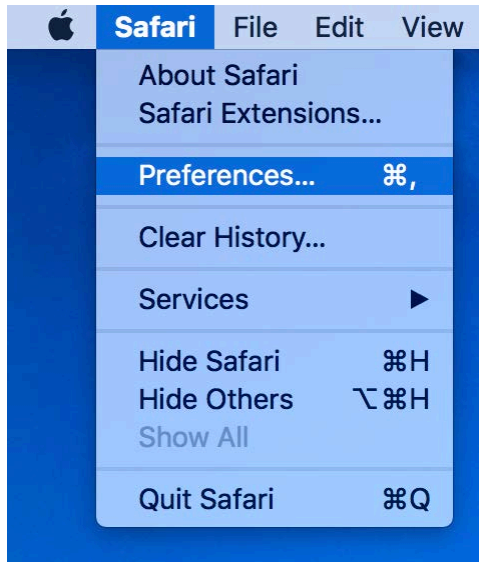 Safari File Edit View
About Safari
Safari Extensions...
Preferences... ⌘,
Clear History...
Services ▶
Hide Safari ⌘H
Hide Others ⌥⌘H
Show All
Quit Safari ⌘Q